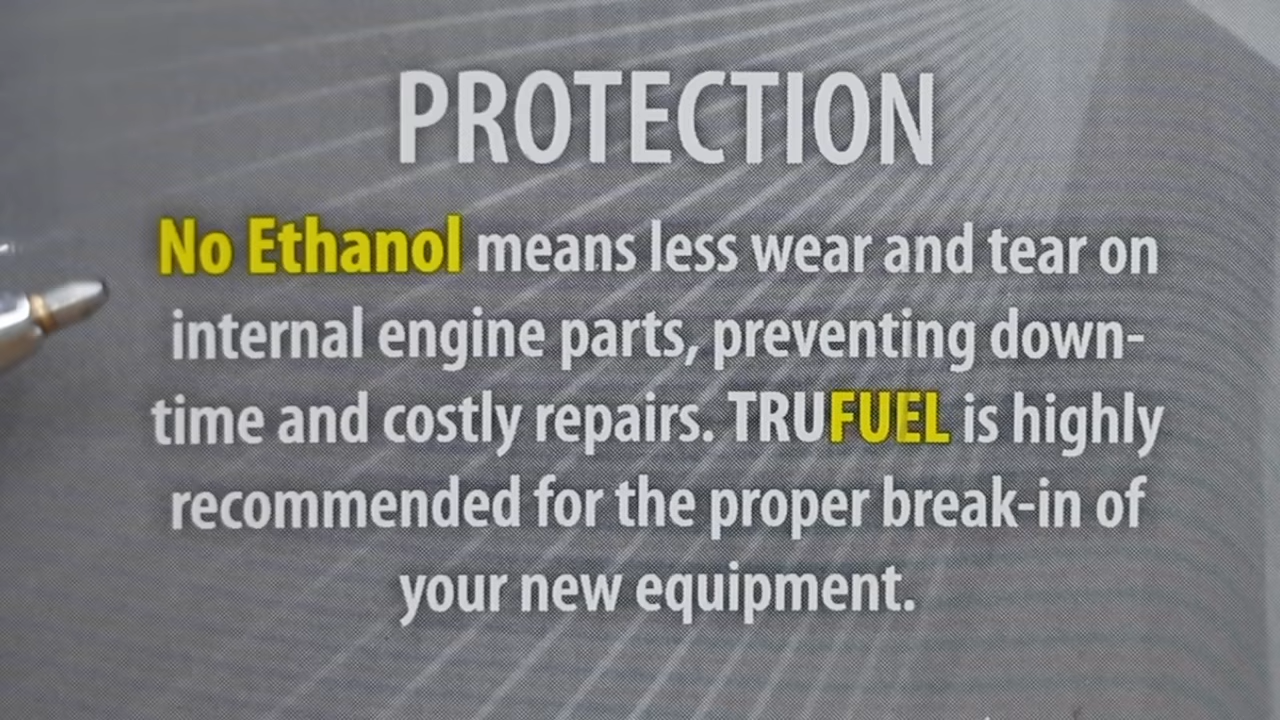 PROTECTION
No Ethanol means less wear and tear on
internal engine parts, preventing down-
time and costly repairs. TRUFUEL is highly
recommended for the proper break-in of
your new equipment.